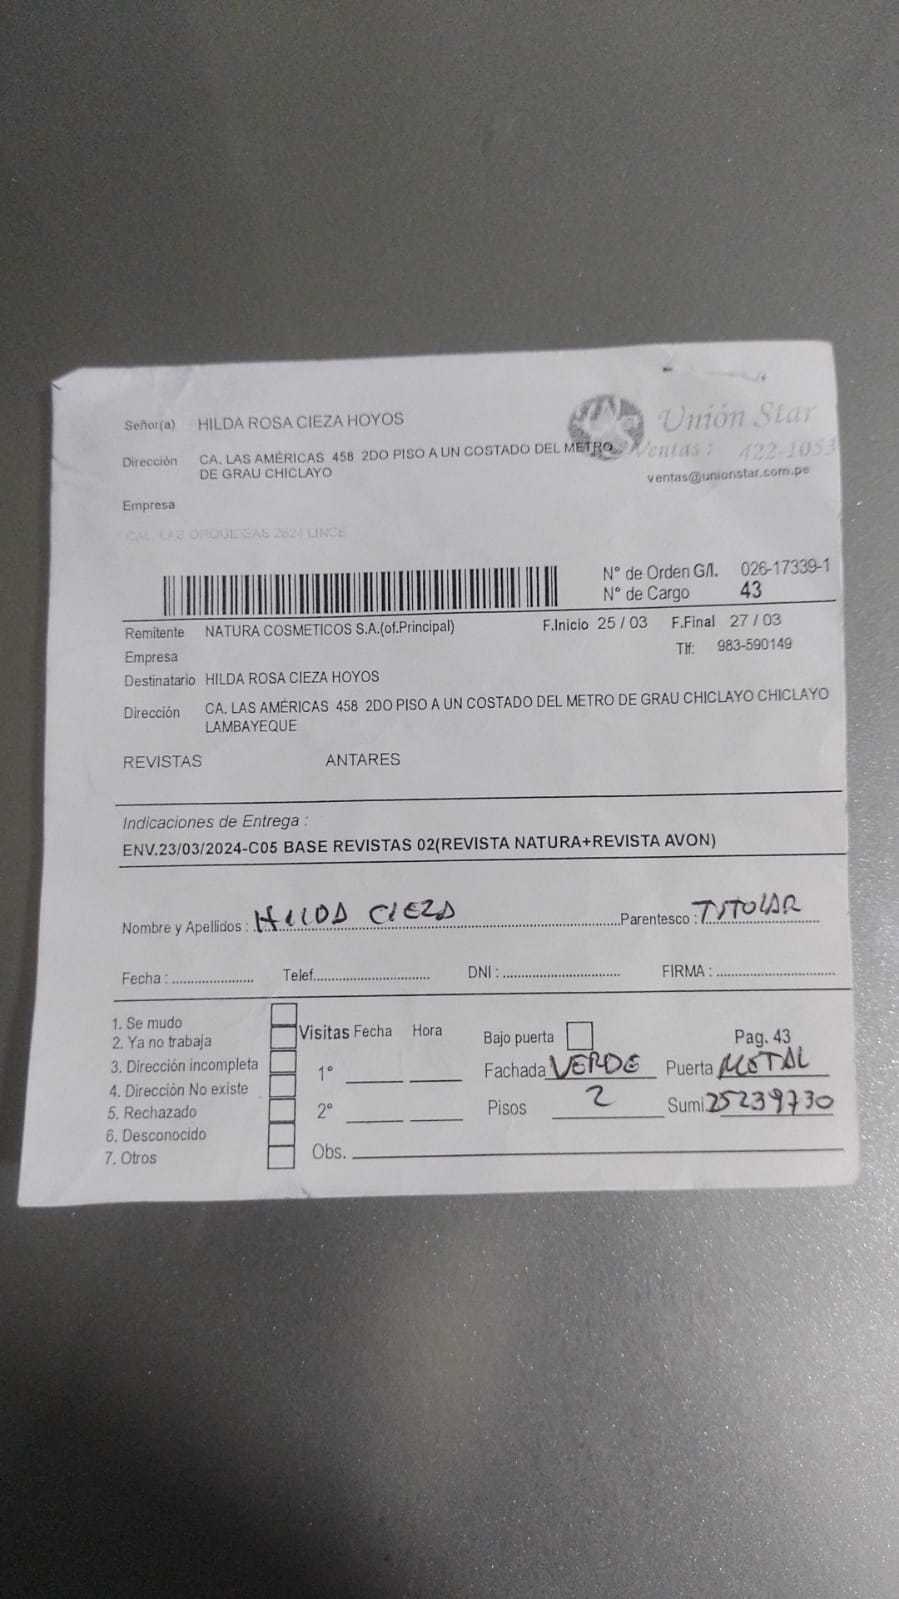 Señor(a) HILDA ROSA CIEZA HOYOS
Unión Star
Dirección CA. LAS AMÉRICAS 458 2DO PISO A UN COSTADO DEL METRO
DE GRAU CHICLAYO
Ventas: 422-1053
ventas@unionstar.com.pe
Empresa
CAL. LAS ORQUIDEAS 2624 LINCE
N° de Orden G/I. 026-17339-1
N° de Cargo 43
Remitente NATURA COSMETICOS S.A.(of.Principal) F.Inicio 25 / 03 F.Final 27 / 03
Empresa Tlf: 983-590149
Destinatario HILDA ROSA CIEZA HOYOS
Dirección CA. LAS AMÉRICAS 458 2DO PISO A UN COSTADO DEL METRO DE GRAU CHICLAYO CHICLAYO
LAMBAYEQUE
REVISTAS ANTARES
Indicaciones de Entrega :
ENV.23/03/2024-C05 BASE REVISTAS 02(REVISTA NATURA+REVISTA AVON)
Nombre y Apellidos : HILDA CIEZA Parentesco : TITULAR
Fecha : Telef. DNI : FIRMA :
1. Se mudo
2. Ya no trabaja
3. Dirección incompleta
4. Dirección No existe
5. Rechazado
6. Desconocido
7. Otros
Visitas Fecha Hora
1°
2°
Obs.
Bajo puerta Pag. 43
Fachada VERDE Puerta METAL
Pisos 2 Sumi 25239730